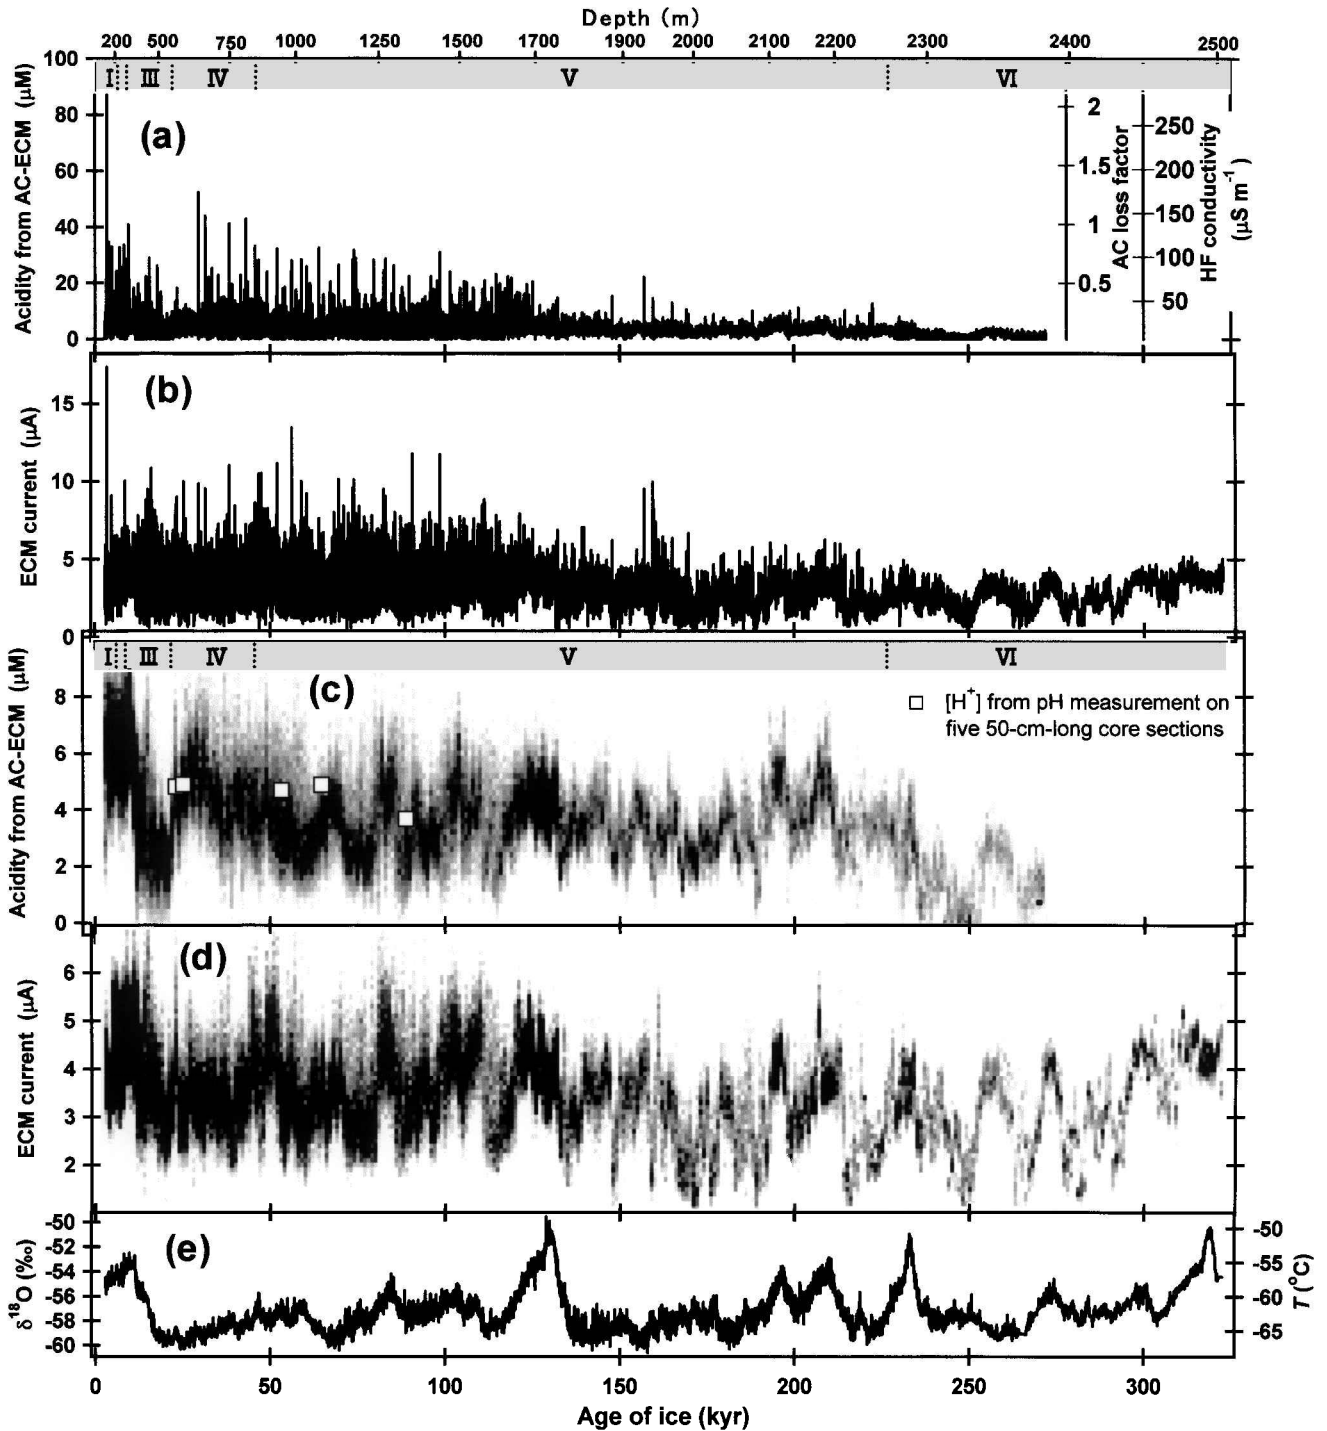 Depth (m)
200 500 750 1000 1250 1500 1700 1900 2000 2100 2200 2300 2400 2500
I III IV V VI
(a)
Acidity from AC-ECM (μM)
100
80
60
40
20
0
2
1.5
1
0.5
AC loss factor
250
200
150
100
50
HF conductivity
(μS m⁻¹)
(b)
ECM current (μA)
15
10
5
0
I III IV V VI
(c)
Acidity from AC-ECM (μM)
8
6
4
2
0
[H⁺] from pH measurement on
five 50-cm-long core sections
(d)
ECM current (μA)
6
5
4
3
2
(e)
δ¹⁸O (‰)
-50
-52
-54
-56
-58
-60
-50
-55
-60
-65
T (°C)
0 50 100 150 200 250 300
Age of ice (kyr)